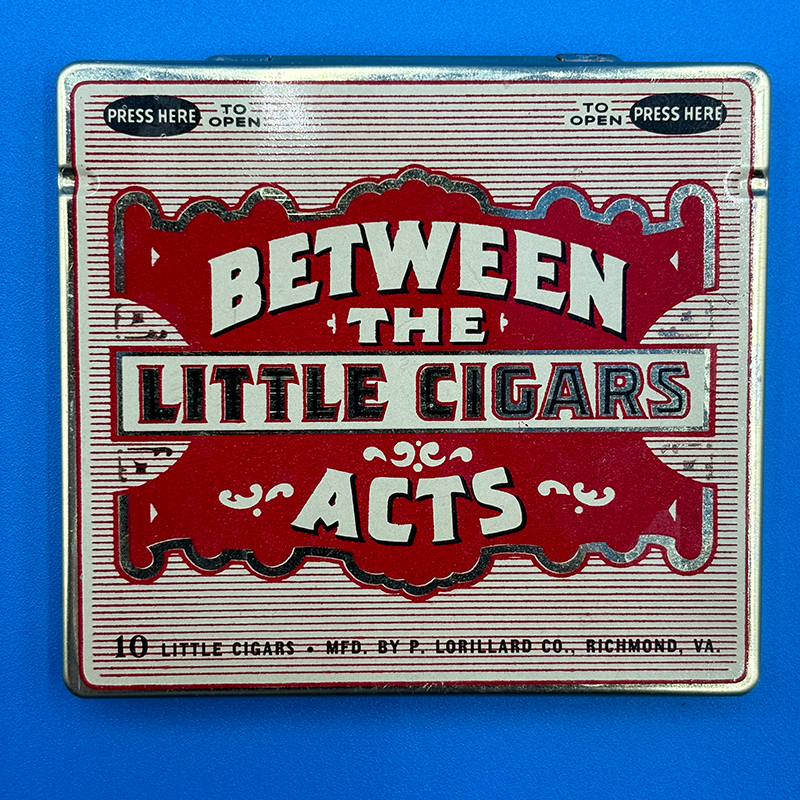 PRESS HERE TO OPEN
TO OPEN PRESS HERE
BETWEEN
THE
LITTLE CIGARS
ACTS
10 LITTLE CIGARS • MFD. BY P. LORILLARD CO., RICHMOND, VA.